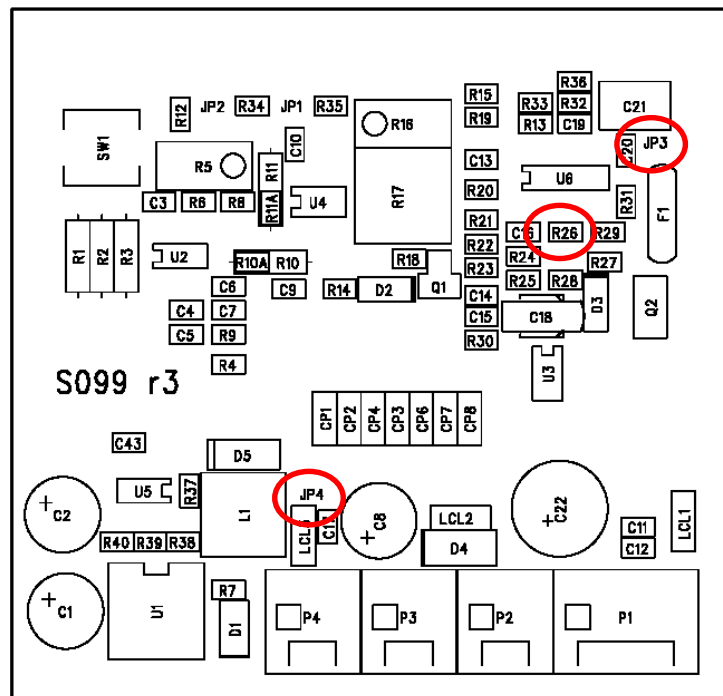 R36
R15
R12
JP2
R34
JP1
R35
R33
R32
C21
R19
R13
C19
R16
SW1
C10
C20
JP3
R5
R11
C13
U6
R17
R20
C3
R6
R8
R11A
U4
R31
F1
R21
C16
R26
R29
R1
R2
R3
U2
R10A
R10
R18
R22
R24
R23
R27
C6
C9
R14
D2
Q1
R25
R28
C14
D3
Q2
C4
C7
C15
C18
C5
R9
R30
R4
U3
S099 r3
CP1
CP2
CP4
CP3
CP6
CP7
CP8
C43
D5
U5
R37
JP4
L1
C2
C8
LCL2
C22
LCL1
C11
R40
R39
R38
D4
C12
R7
C1
U1
D1
P4
P3
P2
P1